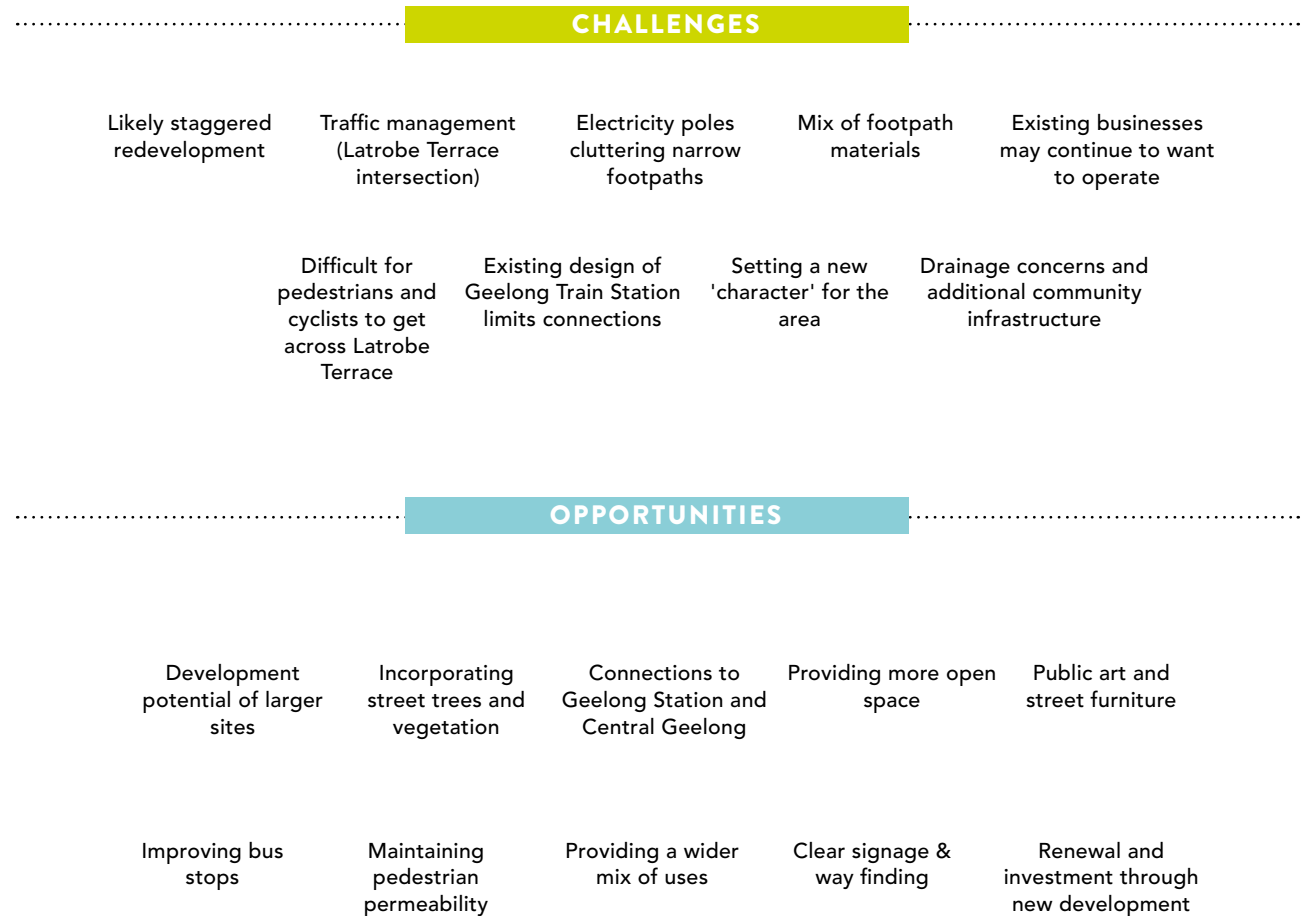 CHALLENGES
Likely staggered
redevelopment
Traffic management
(Latrobe Terrace
intersection)
Electricity poles
cluttering narrow
footpaths
Mix of footpath
materials
Existing businesses
may continue to want
to operate
Difficult for
pedestrians and
cyclists to get
across Latrobe
Terrace
Existing design of
Geelong Train Station
limits connections
Setting a new
'character' for the
area
Drainage concerns and
additional community
infrastructure
OPPORTUNITIES
Development
potential of larger
sites
Incorporating
street trees and
vegetation
Connections to
Geelong Station and
Central Geelong
Providing more open
space
Public art and
street furniture
Improving bus
stops
Maintaining
pedestrian
permeability
Providing a wider
mix of uses
Clear signage &
way finding
Renewal and
investment through
new development